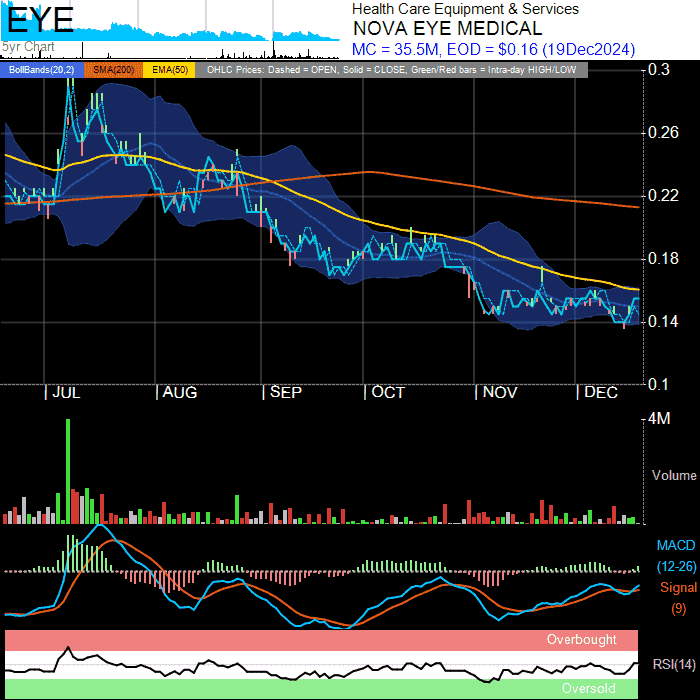 EYE
5yr Chart
Health Care Equipment & Services
NOVA EYE MEDICAL
MC = 35.5M, EOD = $0.16 (19Dec2024)
BollBands(20,2) SMA(200) EMA(50) OHLC Prices: Dashed = OPEN, Solid = CLOSE, Green/Red bars = Intra-day HIGH/LOW
0.3
0.26
0.22
0.18
0.14
0.1
| JUL | AUG | SEP | OCT | NOV | DEC
4M
Volume
MACD
(12-26)
Signal
(9)
Overbought
RSI(14)
Oversold